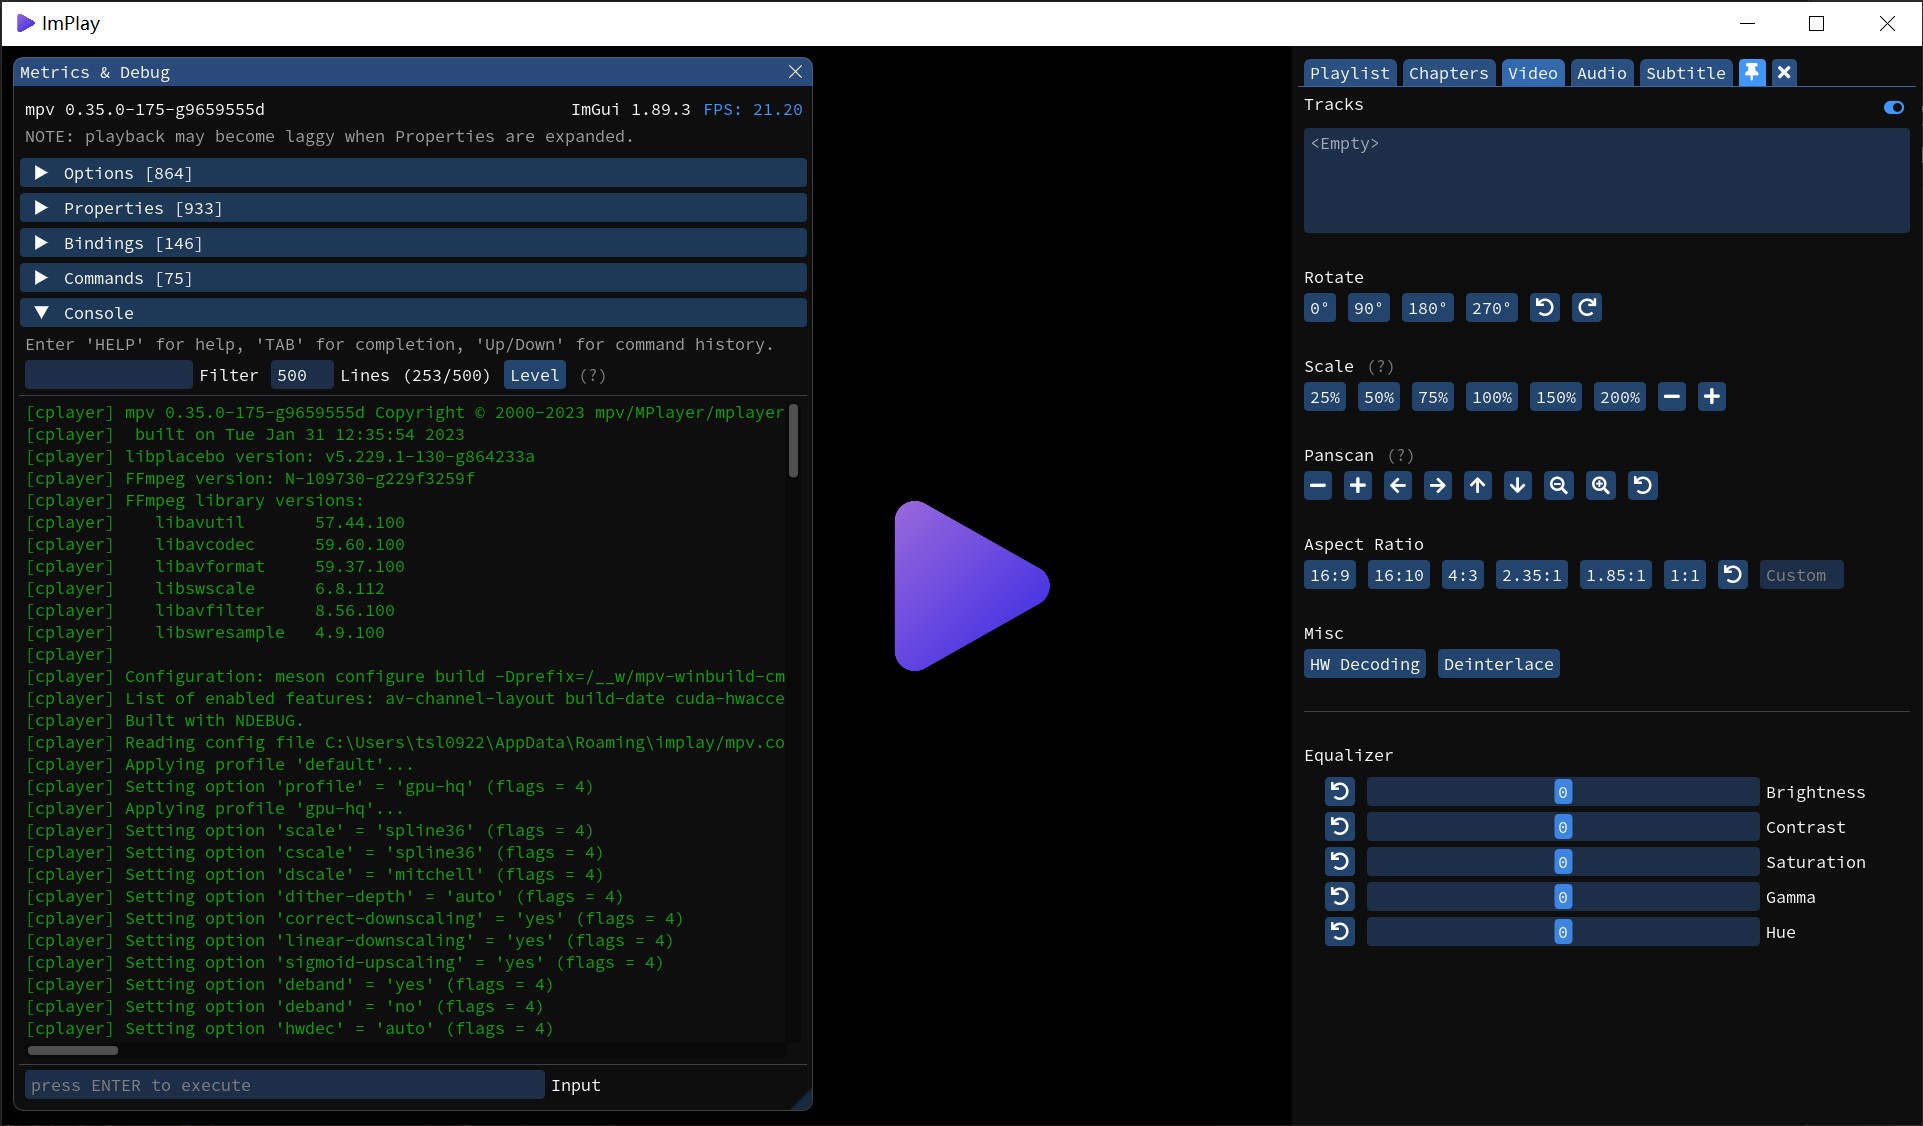 ImPlay
Metrics & Debug
mpv 0.35.0-175-g9659555d ImGui 1.89.3 FPS: 21.20
NOTE: playback may become laggy when Properties are expanded.
Options [864]
Properties [933]
Bindings [146]
Commands [75]
Console
Enter 'HELP' for help, 'TAB' for completion, 'Up/Down' for command history.
Filter 500 Lines (253/500) Level (?)
[cplayer] mpv 0.35.0-175-g9659555d Copyright © 2000-2023 mpv/MPlayer/mplayer
[cplayer]  built on Tue Jan 31 12:35:54 2023
[cplayer] libplacebo version: v5.229.1-130-g864233a
[cplayer] FFmpeg version: N-109730-g229f3259f
[cplayer] FFmpeg library versions:
[cplayer]    libavutil       57.44.100
[cplayer]    libavcodec      59.60.100
[cplayer]    libavformat     59.37.100
[cplayer]    libswscale      6.8.112
[cplayer]    libavfilter     8.56.100
[cplayer]    libswresample   4.9.100
[cplayer]
[cplayer] Configuration: meson configure build -Dprefix=/__w/mpv-winbuild-cm
[cplayer] List of enabled features: av-channel-layout build-date cuda-hwacce
[cplayer] Built with NDEBUG.
[cplayer] Reading config file C:\Users\tsl0922\AppData\Roaming\implay/mpv.co
[cplayer] Applying profile 'default'...
[cplayer] Setting option 'profile' = 'gpu-hq' (flags = 4)
[cplayer] Applying profile 'gpu-hq'...
[cplayer] Setting option 'scale' = 'spline36' (flags = 4)
[cplayer] Setting option 'cscale' = 'spline36' (flags = 4)
[cplayer] Setting option 'dscale' = 'mitchell' (flags = 4)
[cplayer] Setting option 'dither-depth' = 'auto' (flags = 4)
[cplayer] Setting option 'correct-downscaling' = 'yes' (flags = 4)
[cplayer] Setting option 'linear-downscaling' = 'yes' (flags = 4)
[cplayer] Setting option 'sigmoid-upscaling' = 'yes' (flags = 4)
[cplayer] Setting option 'deband' = 'yes' (flags = 4)
[cplayer] Setting option 'deband' = 'no' (flags = 4)
[cplayer] Setting option 'hwdec' = 'auto' (flags = 4)
press ENTER to execute Input
Playlist Chapters Video Audio Subtitle
Tracks
<Empty>
Rotate
0° 90° 180° 270°
Scale (?)
25% 50% 75% 100% 150% 200%
Panscan (?)
Aspect Ratio
16:9 16:10 4:3 2.35:1 1.85:1 1:1 Custom
Misc
HW Decoding Deinterlace
Equalizer
0 Brightness
0 Contrast
0 Saturation
0 Gamma
0 Hue